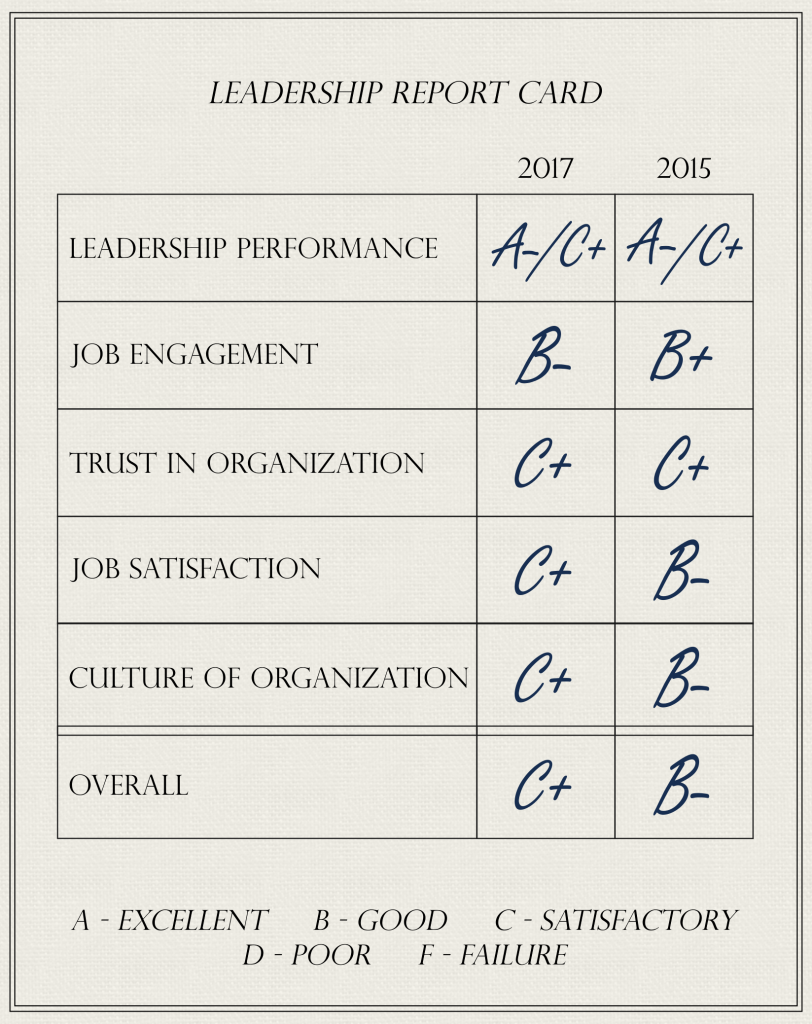 LEADERSHIP REPORT CARD
2017 2015
LEADERSHIP PERFORMANCE A-/C+ A-/C+
JOB ENGAGEMENT B- B+
TRUST IN ORGANIZATION C+ C+
JOB SATISFACTION C+ B-
CULTURE OF ORGANIZATION C+ B-
OVERALL C+ B-
A - EXCELLENT B - GOOD C - SATISFACTORY
D - POOR F - FAILURE